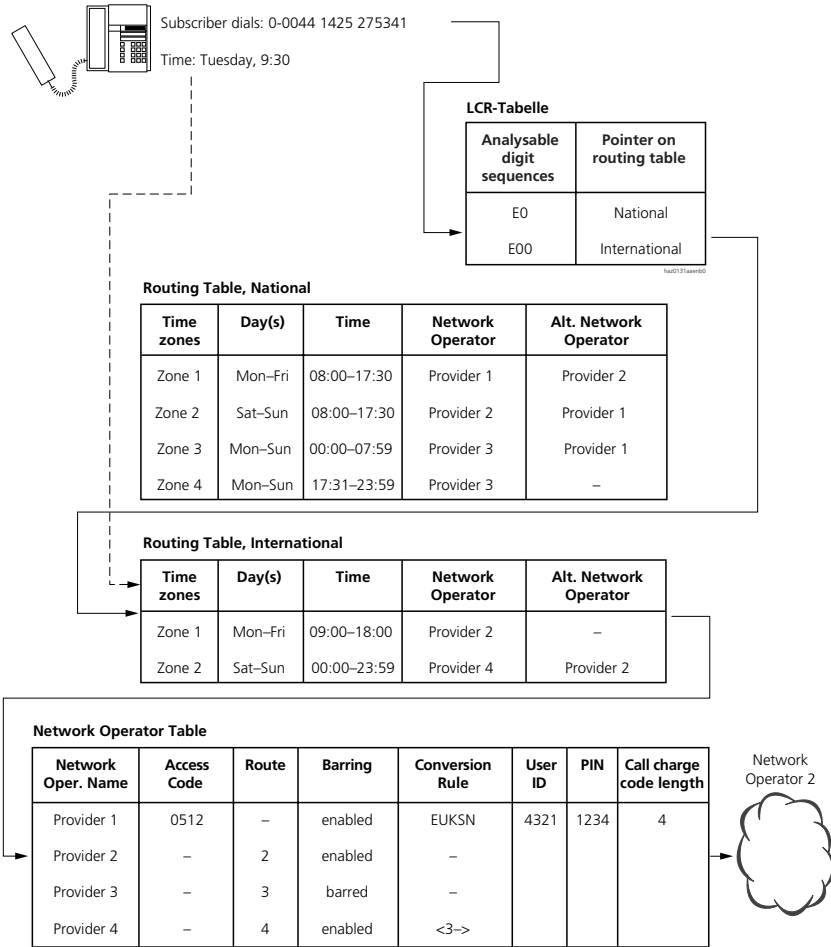 Subscriber dials: 0-0044 1425 275341
Time: Tuesday, 9:30
LCR-Tabelle
Analysable digit sequences | Pointer on routing table
E0 | National
E00 | International
haz0131aaenb0
Routing Table, National
Time zones | Day(s) | Time | Network Operator | Alt. Network Operator
Zone 1 | Mon–Fri | 08:00–17:30 | Provider 1 | Provider 2
Zone 2 | Sat–Sun | 08:00–17:30 | Provider 2 | Provider 1
Zone 3 | Mon–Sun | 00:00–07:59 | Provider 3 | Provider 1
Zone 4 | Mon–Sun | 17:31–23:59 | Provider 3 | –
Routing Table, International
Time zones | Day(s) | Time | Network Operator | Alt. Network Operator
Zone 1 | Mon–Fri | 09:00–18:00 | Provider 2 | –
Zone 2 | Sat–Sun | 00:00–23:59 | Provider 4 | Provider 2
Network Operator Table
Network Oper. Name | Access Code | Route | Barring | Conversion Rule | User ID | PIN | Call charge code length
Provider 1 | 0512 | – | enabled | EUKSN | 4321 | 1234 | 4
Provider 2 | – | 2 | enabled | –
Provider 3 | – | 3 | barred | –
Provider 4 | – | 4 | enabled | <3–>
Network Operator 2